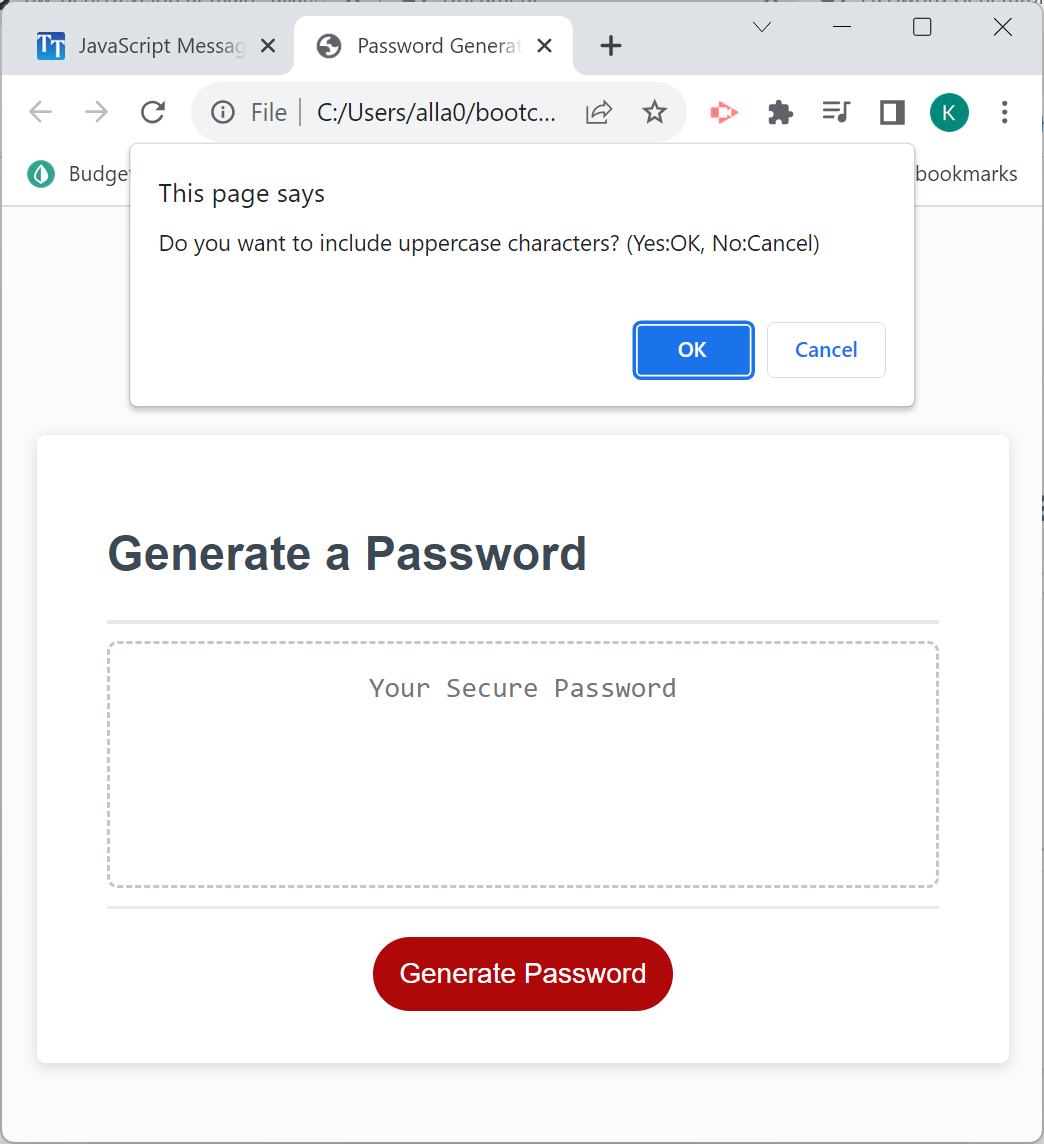 TT JavaScript Messag Password Generat
File C:/Users/alla0/bootc... K
Budget bookmarks
This page says
Do you want to include uppercase characters? (Yes:OK, No:Cancel)
OK Cancel
Generate a Password
Your Secure Password
Generate Password